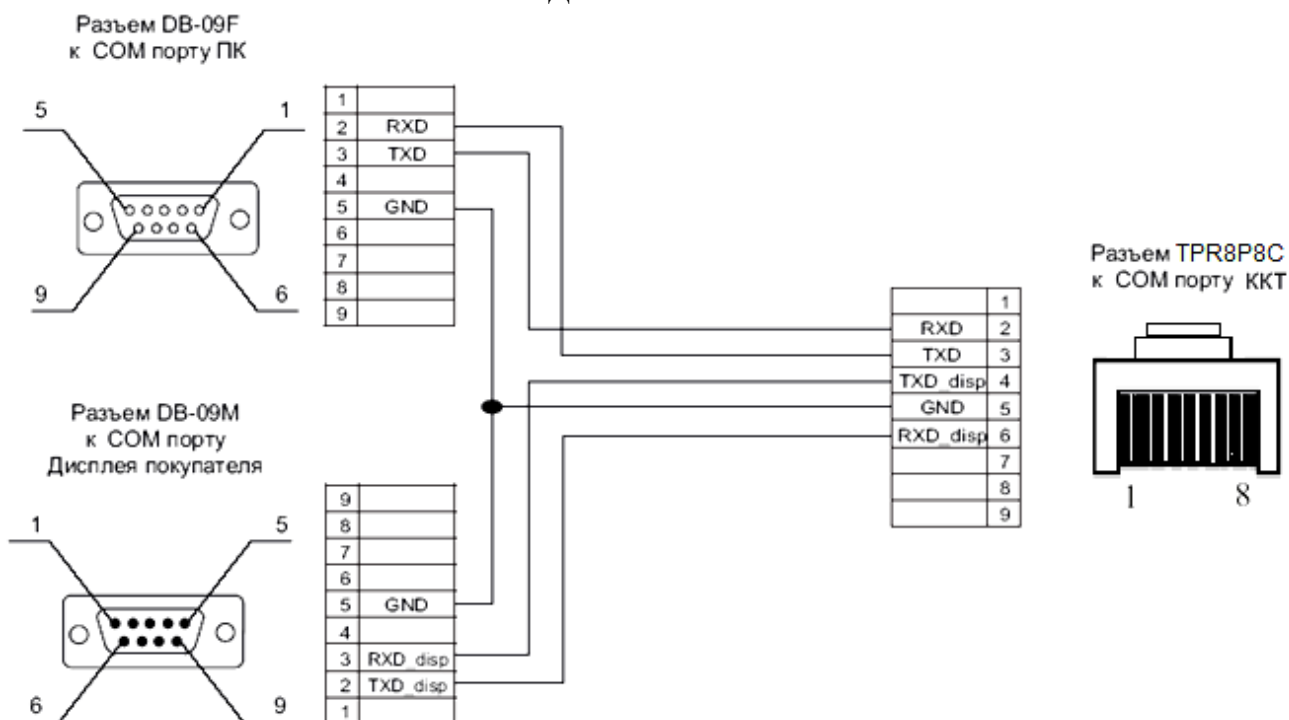 Д
Разъем DB-09F
к COM порту ПК
5
1
9
6
1
2 RXD
3 TXD
4
5 GND
6
7
8
9
Разъем TPR8P8C
к COM порту ККТ
1
RXD 2
TXD 3
TXD_disp 4
GND 5
RXD_disp 6
7
8
9
1
8
Разъем DB-09M
к COM порту
Дисплея покупателя
1
5
6
9
9
8
7
6
5 GND
4
3 RXD_disp
2 TXD_disp
1